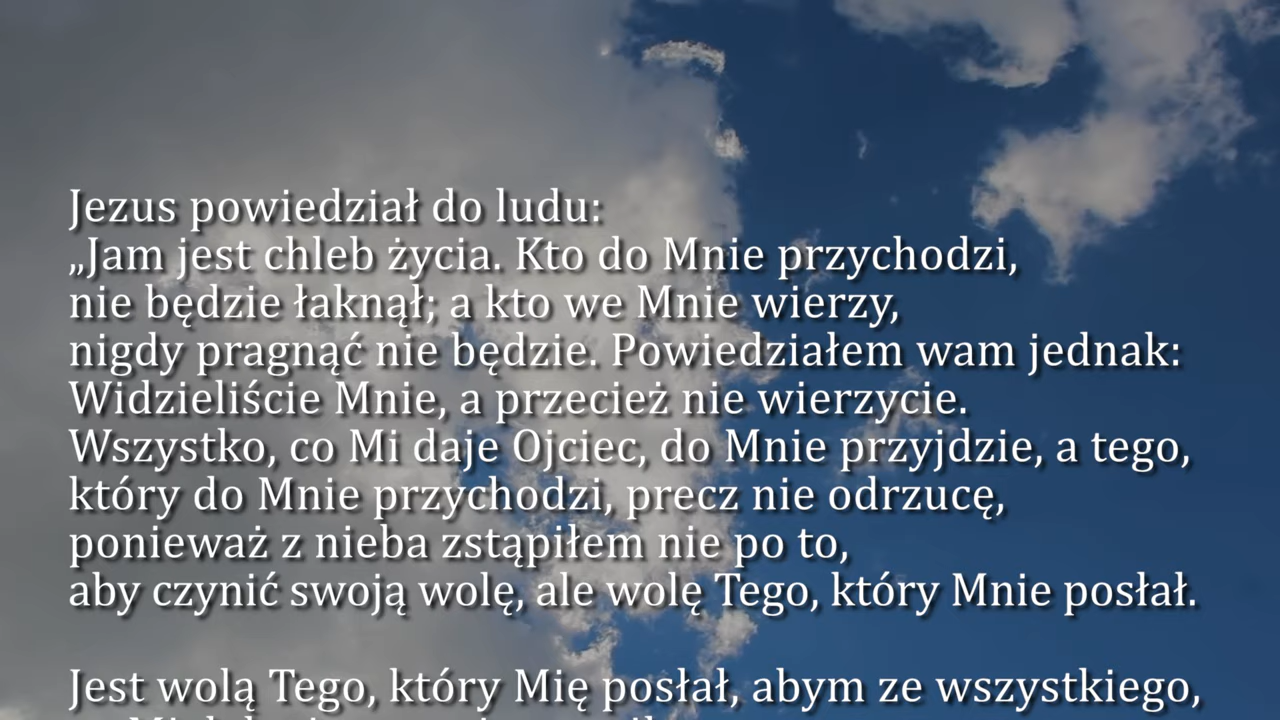 Jezus powiedział do ludu:
„Jam jest chleb życia. Kto do Mnie przychodzi,
nie będzie łaknął; a kto we Mnie wierzy,
nigdy pragnąć nie będzie. Powiedziałem wam jednak:
Widzieliście Mnie, a przecież nie wierzycie.
Wszystko, co Mi daje Ojciec, do Mnie przyjdzie, a tego,
który do Mnie przychodzi, precz nie odrzucę,
ponieważ z nieba zstąpiłem nie po to,
aby czynić swoją wolę, ale wolę Tego, który Mnie posłał.
Jest wolą Tego, który Mię posłał, abym ze wszystkiego,